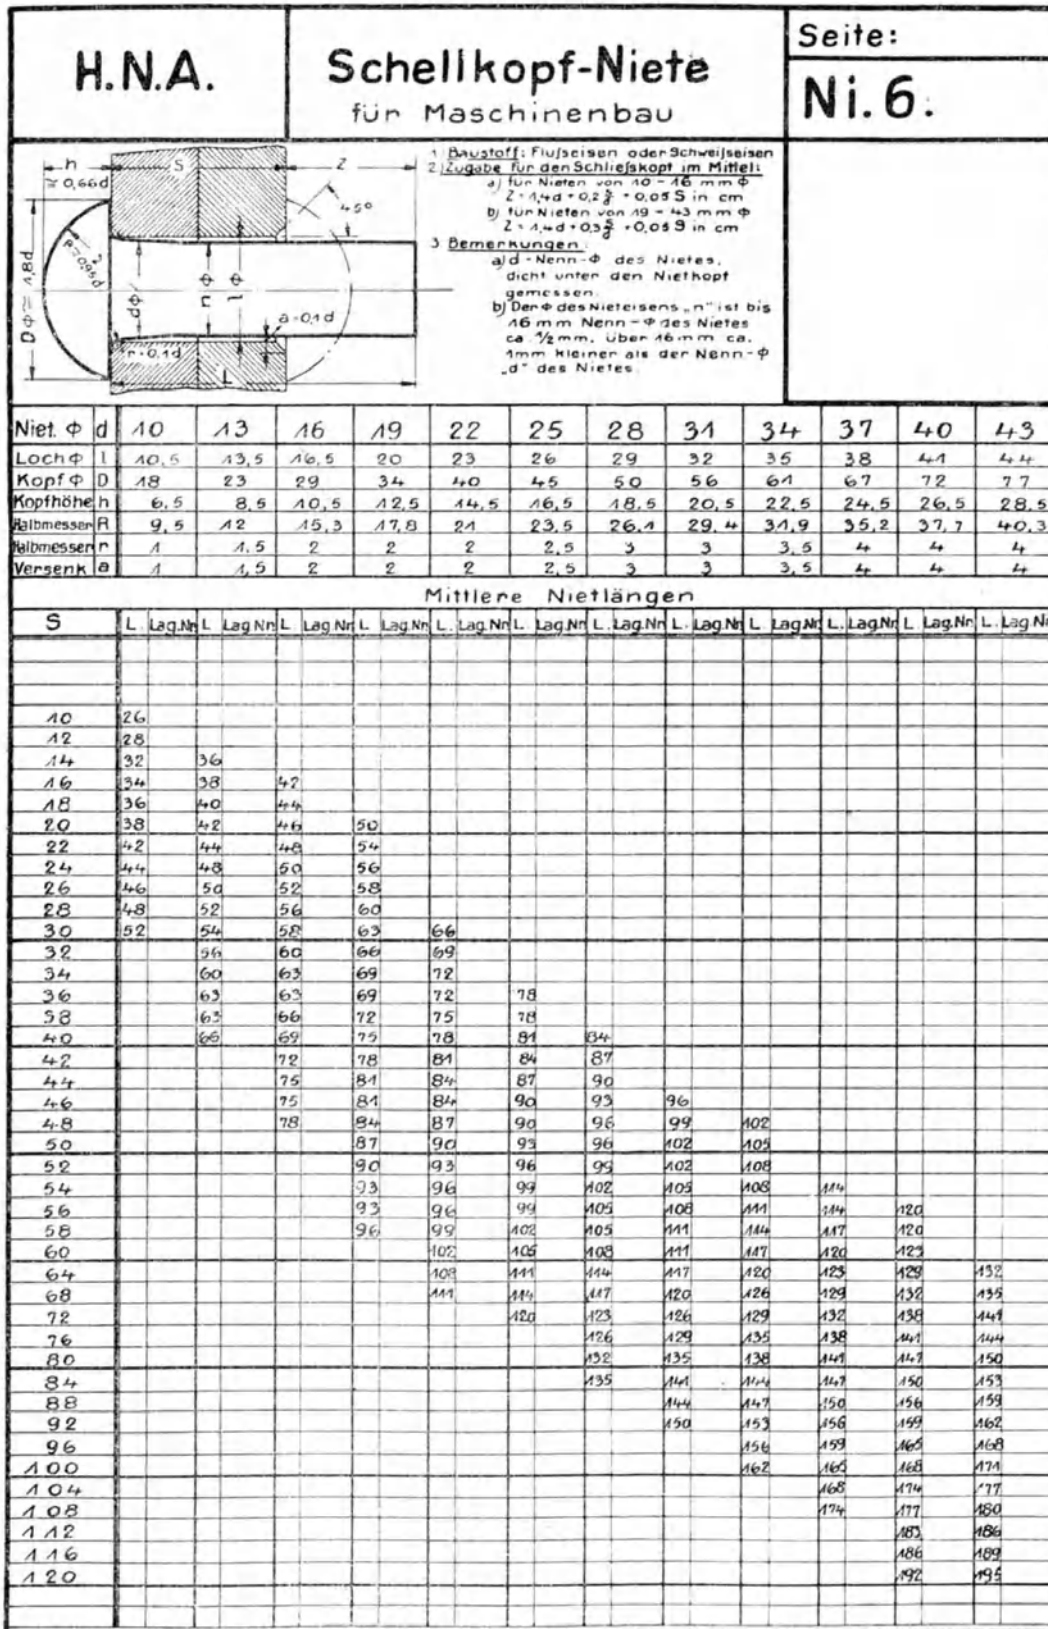 H.N.A.
Schellkopf-Niete
für Maschinenbau
Seite:
Ni. 6.
h S Z
≈ 0,66d
45°
R≈0,95d
DΦ ≈ 1,8d
dΦ nΦ lΦ
a=0,1d
r=0,1d
L
1) Baustoff: Flußeisen oder Schweißeisen
2) Zugabe für den Schließkopf im Mittel:
a) für Nieten von 10 - 16 mm Φ
Z = 1,4d + 0,2 S/d + 0,05 S in cm
b) für Nieten von 19 - 43 mm Φ
Z = 1,4d + 0,3 S/d + 0,05 S in cm
3 Bemerkungen:
a) d - Nenn-Φ des Nietes,
dicht unter den Niethopf
gemessen.
b) Der Φ des Nieteisens „n" ist bis
16 mm Nenn-Φ des Nietes
ca. 1/2 mm, über 16 mm ca.
1mm kleiner als der Nenn-Φ
„d" des Nietes.
Niet. Φ d 10 13 16 19 22 25 28 31 34 37 40 43
Loch Φ l 10,5 13,5 16,5 20 23 26 29 32 35 38 41 44
Kopf Φ D 18 23 29 34 40 45 50 56 61 67 72 77
Kopfhöhe h 6,5 8,5 10,5 12,5 14,5 16,5 18,5 20,5 22,5 24,5 26,5 28,5
Halbmesser R 9,5 12 15,3 17,8 21 23,5 26,1 29,4 31,9 35,2 37,7 40,3
Halbmesser r 1 1,5 2 2 2 2,5 3 3 3,5 4 4 4
Versenk a 1 1,5 2 2 2 2,5 3 3 3,5 4 4 4
Mittlere Nietlängen
S L. Lag.Nr L Lag Nr L Lag.Nr L Lag.Nr L. Lag.Nr L. Lag.Nr L. Lag.Nr L. Lag.Nr L. Lag.Nr L. Lag.Nr L. Lag.Nr L. Lag.Nr
10 26
12 28
14 32 36
16 34 38 42
18 36 40 44
20 38 42 46 50
22 42 44 48 54
24 44 48 50 56
26 46 50 52 58
28 48 52 56 60
30 52 54 58 63 66
32 56 60 66 69
34 60 63 69 72
36 63 63 69 72 78
38 63 66 72 75 78
40 66 69 75 78 81 84
42 72 78 81 84 87
44 75 81 84 87 90
46 75 81 84 90 93 96
48 78 84 87 90 96 99 102
50 87 90 93 96 102 105
52 90 93 96 99 102 108
54 93 96 99 102 105 108 114
56 93 96 99 105 108 111 114 120
58 96 99 102 105 111 114 117 120
60 102 105 108 111 117 120 123
64 108 111 114 117 120 123 129 132
68 111 114 117 120 126 129 132 135
72 120 123 126 129 132 138 141
76 126 129 135 138 141 144
80 132 135 138 141 147 150
84 135 141 144 147 150 153
88 144 147 150 156 159
92 150 153 156 159 162
96 156 159 165 168
100 162 165 168 171
104 168 174 177
108 174 177 180
112 183 186
116 186 189
120 192 195